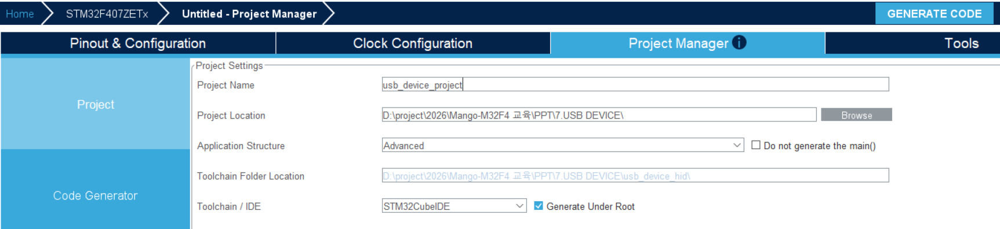 Home STM32F407ZETx Untitled - Project Manager GENERATE CODE
Pinout & Configuration Clock Configuration Project Manager i Tools
Project Settings
Project Name usb_device_project
Project
Project Location D:\project\2026\Mango-M32F4 교육\PPT\7.USB DEVICE\ Browse
Application Structure Advanced Do not generate the main()
Toolchain Folder Location D:\project\2026\Mango-M32F4 교육\PPT\7.USB DEVICE\usb_device_hid\
Code Generator
Toolchain / IDE STM32CubeIDE Generate Under Root